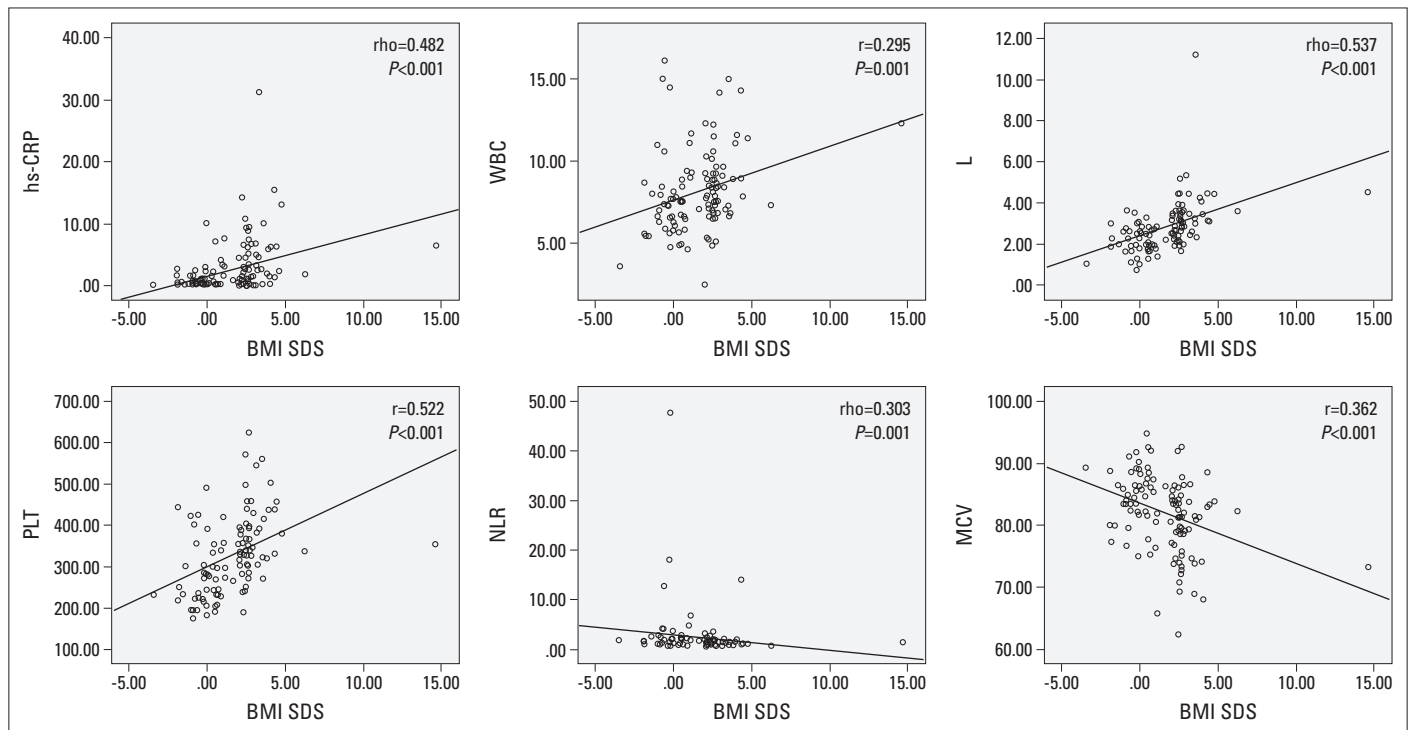 40.00
30.00
20.00
10.00
.00
hs-CRP
rho=0.482
P<0.001
-5.00 .00 5.00 10.00 15.00
BMI SDS
15.00
10.00
5.00
WBC
r=0.295
P=0.001
-5.00 .00 5.00 10.00 15.00
BMI SDS
12.00
10.00
8.00
6.00
4.00
2.00
.00
L
rho=0.537
P<0.001
-5.00 .00 5.00 10.00 15.00
BMI SDS
700.00
600.00
500.00
400.00
300.00
200.00
100.00
PLT
r=0.522
P<0.001
-5.00 .00 5.00 10.00 15.00
BMI SDS
50.00
40.00
30.00
20.00
10.00
.00
NLR
rho=0.303
P=0.001
-5.00 .00 5.00 10.00 15.00
BMI SDS
100.00
90.00
80.00
70.00
60.00
MCV
r=0.362
P<0.001
-5.00 .00 5.00 10.00 15.00
BMI SDS